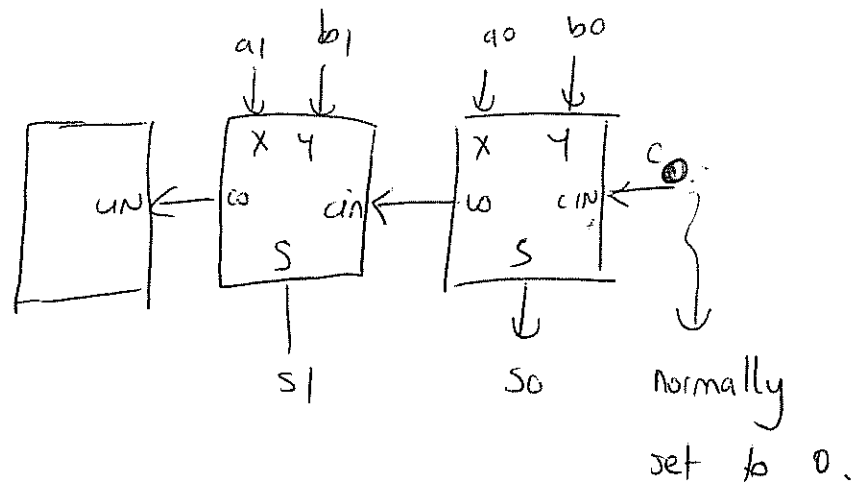 a1 b1 a0 b0
X Y X Y
C0
CIN co cin co CIN
S S
S1 S0 normally
set to 0.